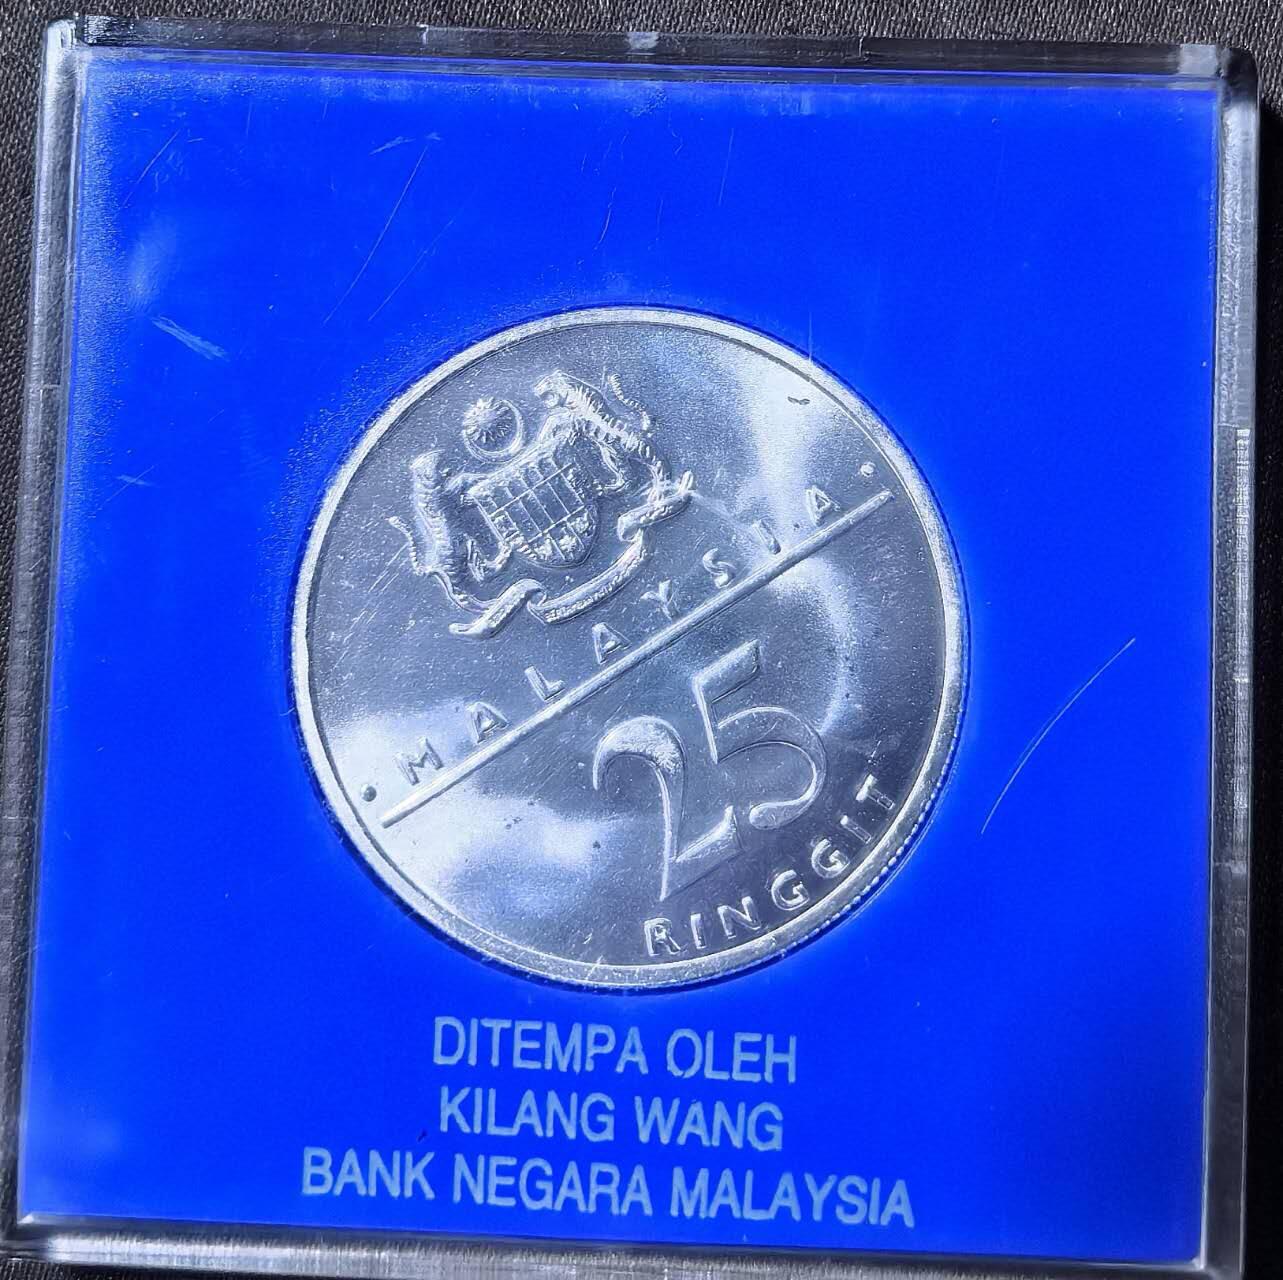 MALAYSIA
25
RINGGIT
DITEMPA OLEH
KILANG WANG
BANK NEGARA MALAYSIA